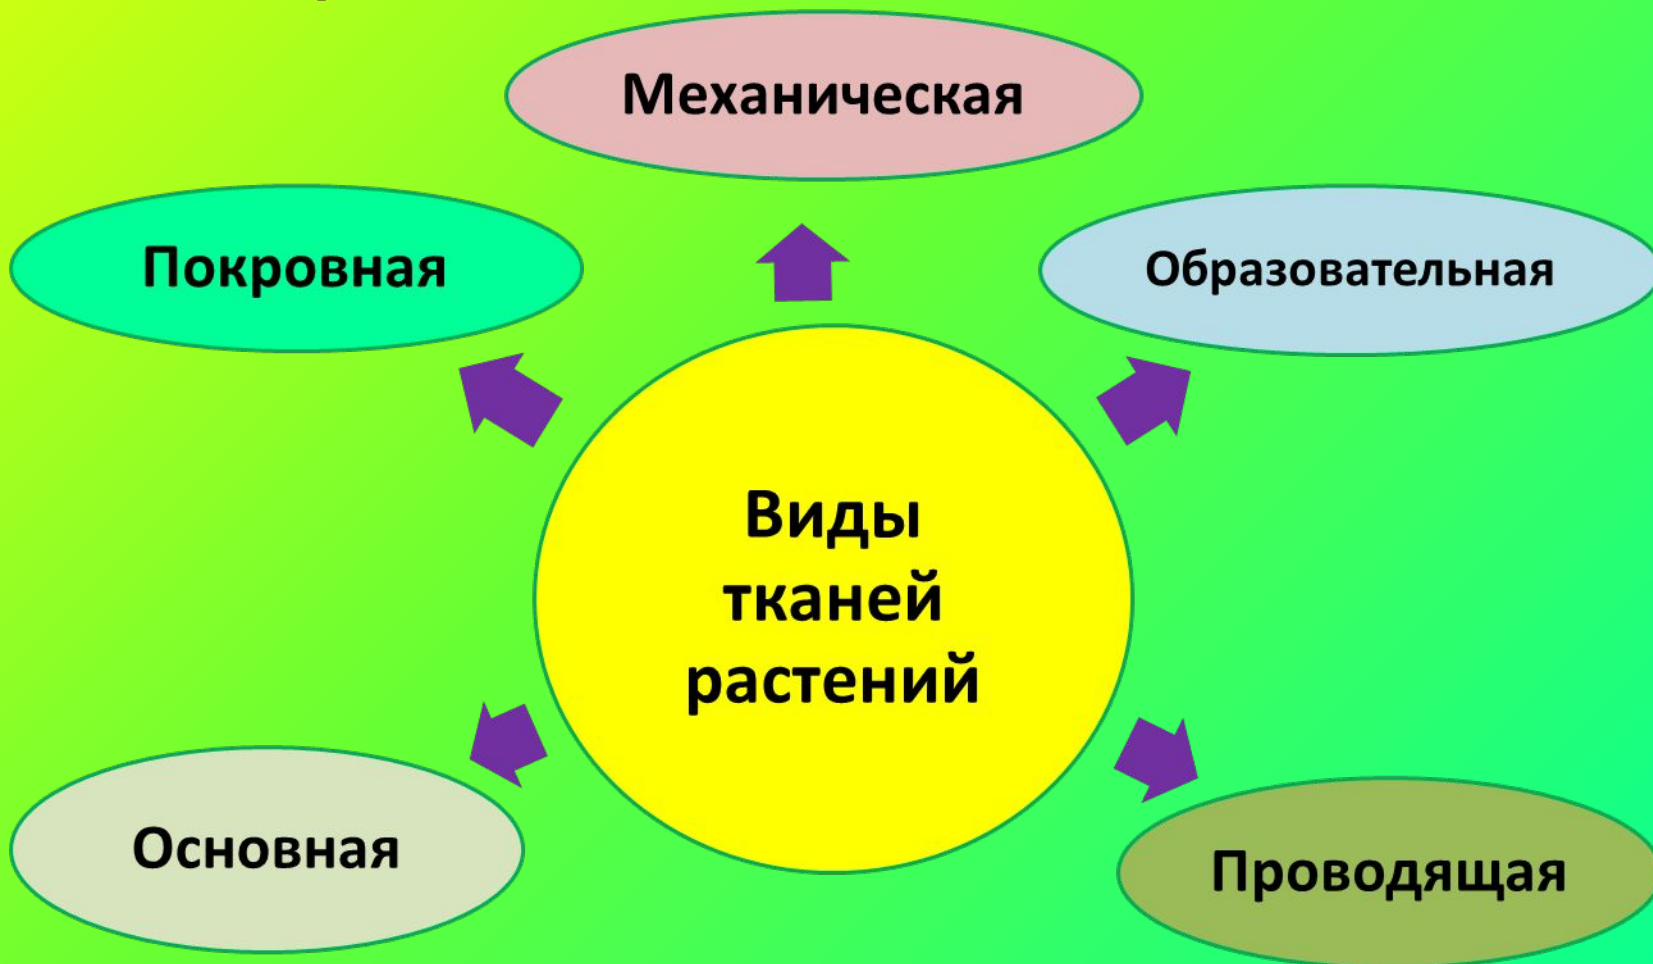 Механическая
Покровная
Образовательная
Виды
тканей
растений
Основная
Проводящая